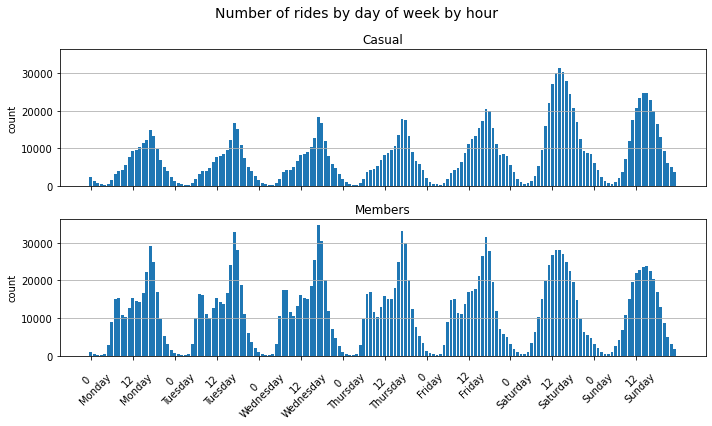 Number of rides by day of week by hour
Casual
30000
20000
10000
0
count
Members
30000
20000
10000
0
count
0
Monday
12
Monday
0
Tuesday
12
Tuesday
0
Wednesday
12
Wednesday
0
Thursday
12
Thursday
0
Friday
12
Friday
0
Saturday
12
Saturday
0
Sunday
12
Sunday